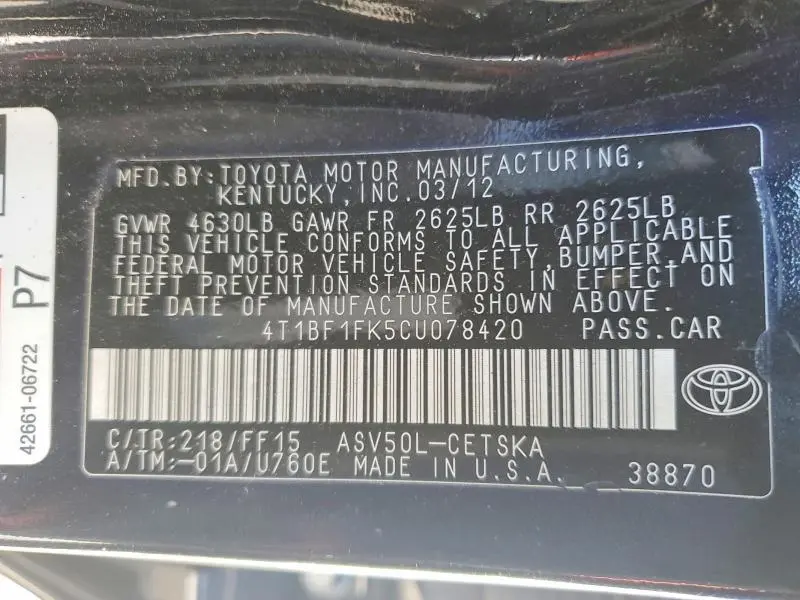 MFD. BY: TOYOTA MOTOR MANUFACTURING,
KENTUCKY, INC. 03/12
GVWR 4630LB GAWR FR 2625LB RR 2625LB
THIS VEHICLE CONFORMS TO ALL APPLICABLE
FEDERAL MOTOR VEHICLE SAFETY, BUMPER, AND
THEFT PREVENTION STANDARDS IN EFFECT ON
THE DATE OF MANUFACTURE SHOWN ABOVE.
4T1BF1FK5CU078420 PASS. CAR
C/TR: 218/FF15 ASV50L-CETSKA
A/TM: -01A/U760E MADE IN U.S.A. 38870
P7
42661-06722